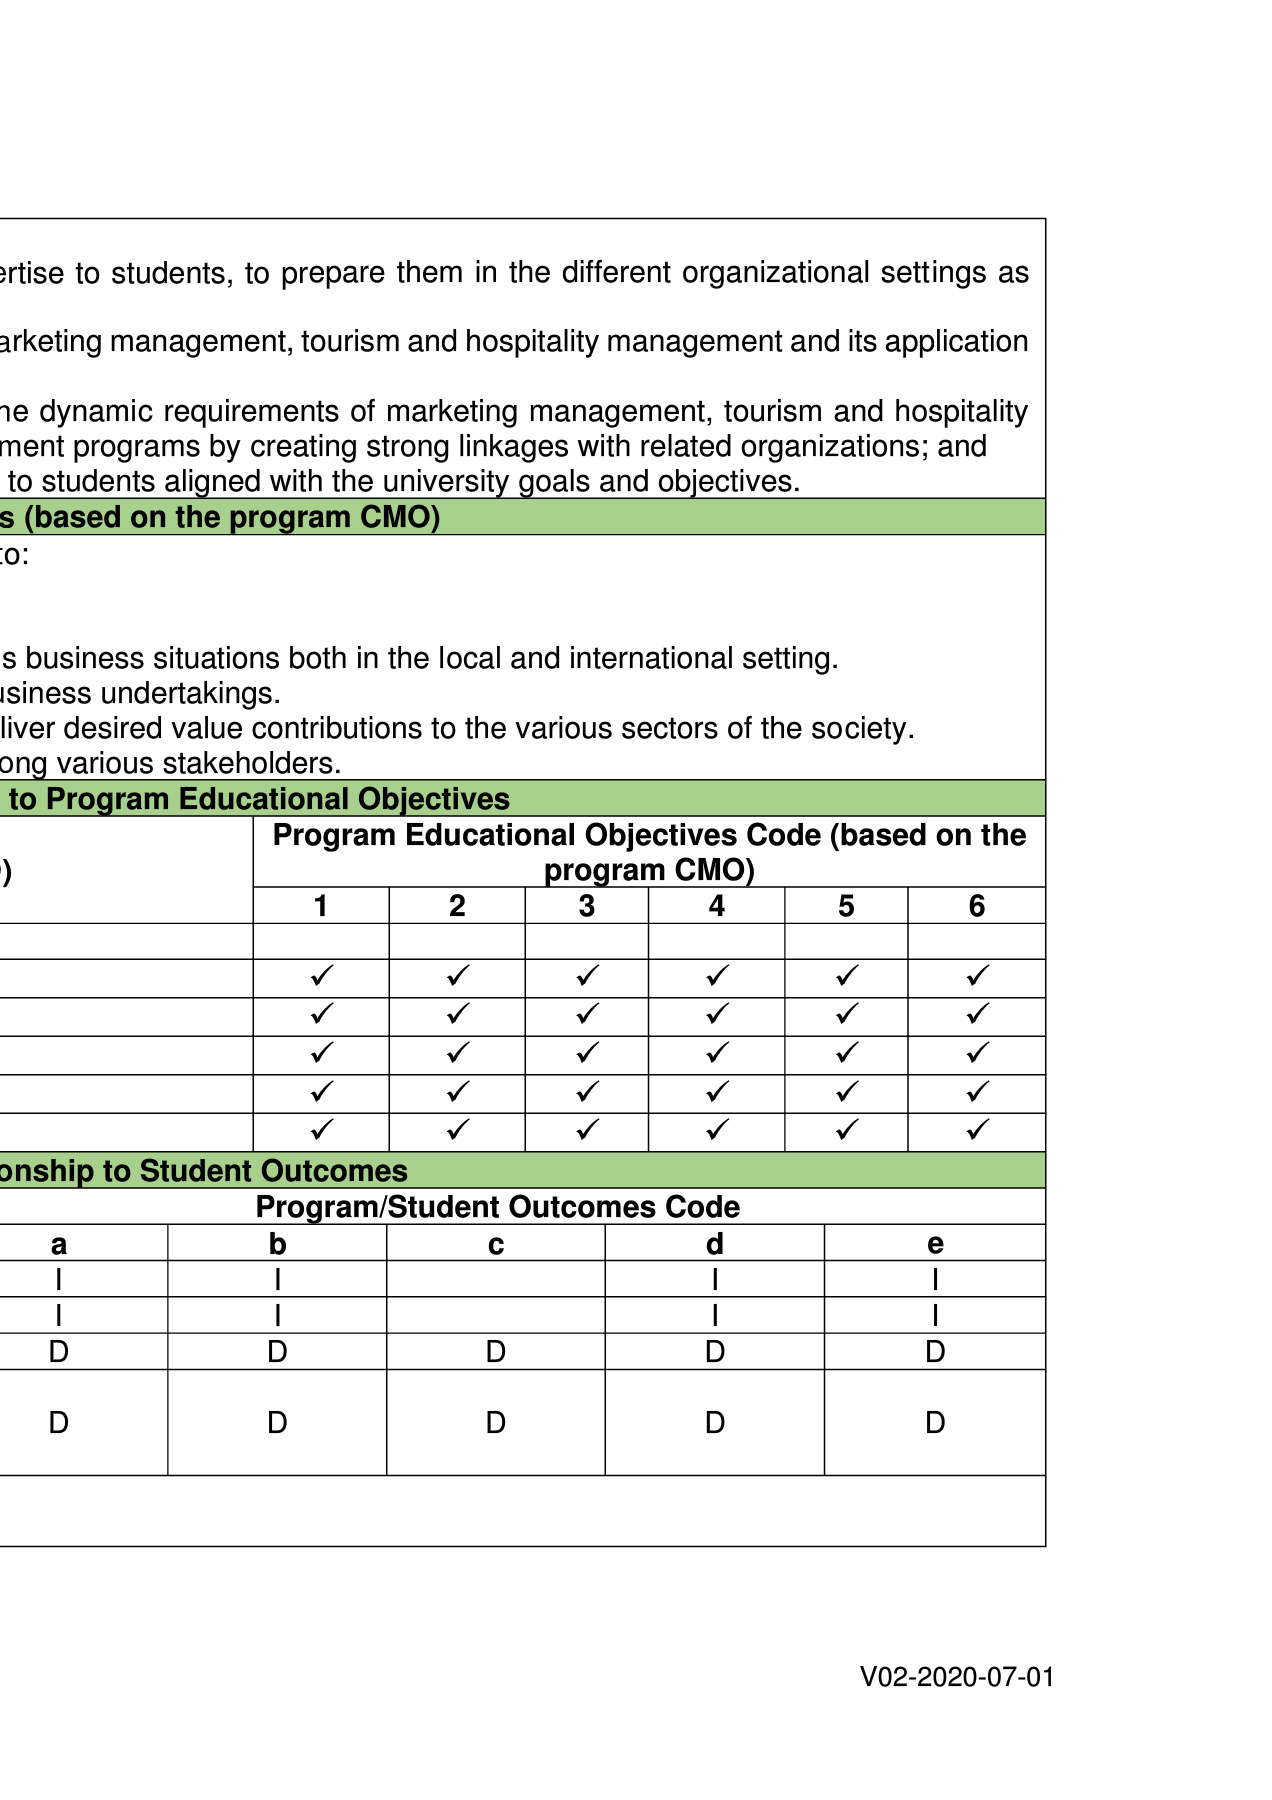 ertise to students, to prepare them in the different organizational settings as
arketing management, tourism and hospitality management and its application
he dynamic requirements of marketing management, tourism and hospitality
ment programs by creating strong linkages with related organizations; and
to students aligned with the university goals and objectives.
s (based on the program CMO)
to:
s business situations both in the local and international setting.
usiness undertakings.
liver desired value contributions to the various sectors of the society.
ong various stakeholders.
to Program Educational Objectives
Program Educational Objectives Code (based on the
program CMO)
)
1 2 3 4 5 6
✓ ✓ ✓ ✓ ✓ ✓
✓ ✓ ✓ ✓ ✓ ✓
✓ ✓ ✓ ✓ ✓ ✓
✓ ✓ ✓ ✓ ✓ ✓
✓ ✓ ✓ ✓ ✓ ✓
onship to Student Outcomes
Program/Student Outcomes Code
a b c d e
I I I I
I I I I
D D D D D
D D D D D
V02-2020-07-01